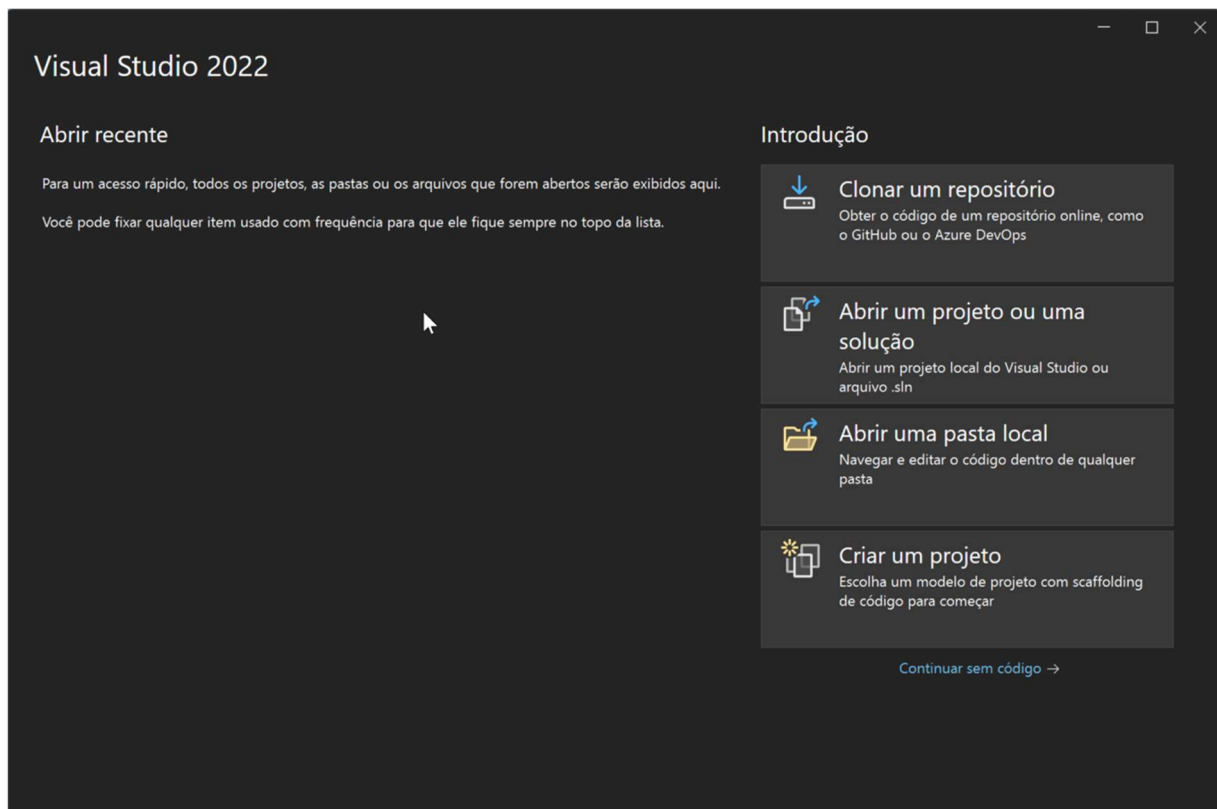 Visual Studio 2022
Abrir recente
Para um acesso rápido, todos os projetos, as pastas ou os arquivos que forem abertos serão exibidos aqui.
Você pode fixar qualquer item usado com frequência para que ele fique sempre no topo da lista.
Introdução
Clonar um repositório
Obter o código de um repositório online, como
o GitHub ou o Azure DevOps
Abrir um projeto ou uma
solução
Abrir um projeto local do Visual Studio ou
arquivo .sln
Abrir uma pasta local
Navegar e editar o código dentro de qualquer
pasta
Criar um projeto
Escolha um modelo de projeto com scaffolding
de código para começar
Continuar sem código →